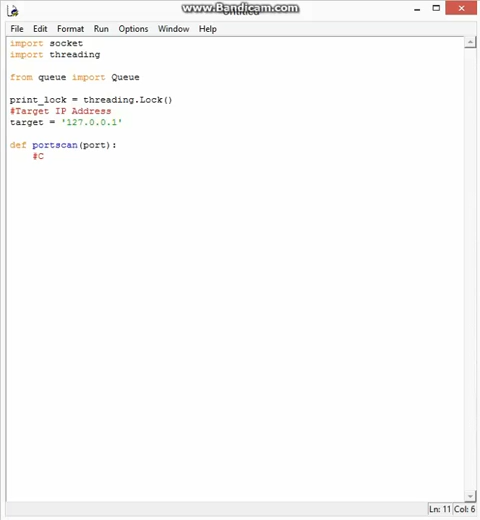 www.Bandicam.com
File Edit Format Run Options Window Help
import socket
import threading
from queue import Queue
print_lock = threading.Lock()
#Target IP Address
target = '127.0.0.1'
def portscan(port):
#C
Ln: 11 Col: 6